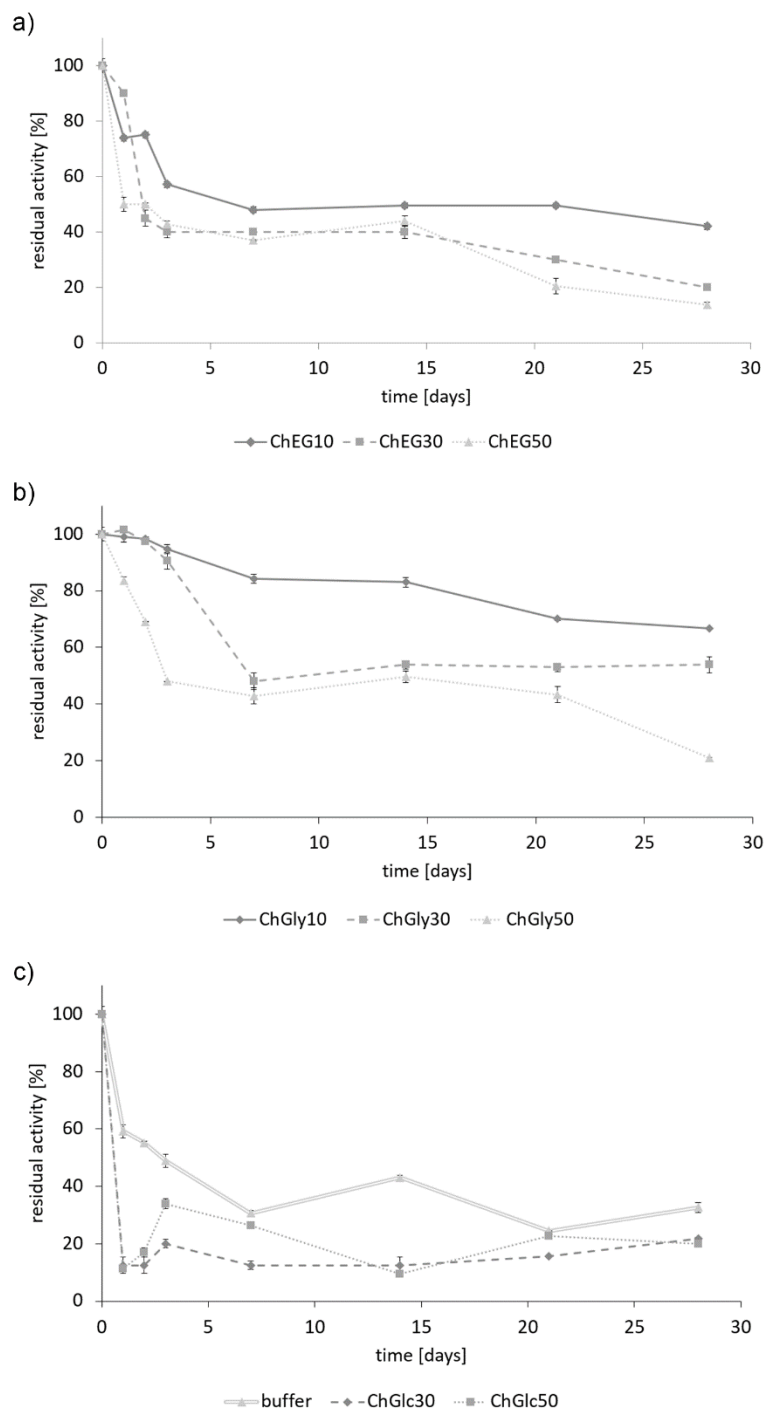 a)
residual activity [%]
100
80
60
40
20
0
0 5 10 15 20 25 30
time [days]
ChEG10 ChEG30 ChEG50
b)
residual activity [%]
100
80
60
40
20
0
0 5 10 15 20 25 30
time [days]
ChGly10 ChGly30 ChGly50
c)
residual activity [%]
100
80
60
40
20
0
0 5 10 15 20 25 30
time [days]
buffer ChGlc30 ChGlc50